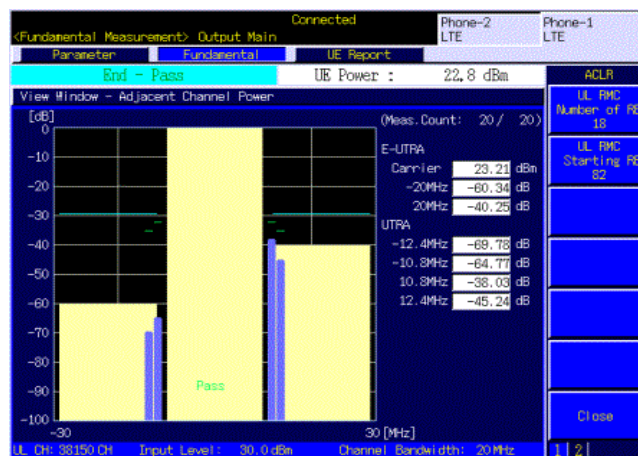 Connected
Phone-2
LTE
Phone-1
LTE
<Fundamental Measurement> Output Main
Parameter
Fundamental
UE Report
End - Pass
UE Power :
22.8 dBm
ACLR
View Window - Adjacent Channel Power
UL RMC
Number of RB
18
UL RMC
Starting RB
82
Close
1 2
[dB]
(Meas.Count: 20/ 20)
0
-10
-20
-30
-40
-50
-60
-70
-80
-90
-100
E-UTRA
Carrier 23.21 dBm
-20MHz -60.34 dB
20MHz -40.25 dB
UTRA
-12.4MHz -69.78 dB
-10.8MHz -64.77 dB
10.8MHz -38.03 dB
12.4MHz -45.24 dB
Pass
-30
30 [MHz]
UL CH: 38150 CH Input Level: 30.0 dBm Channel Bandwidth: 20 MHz